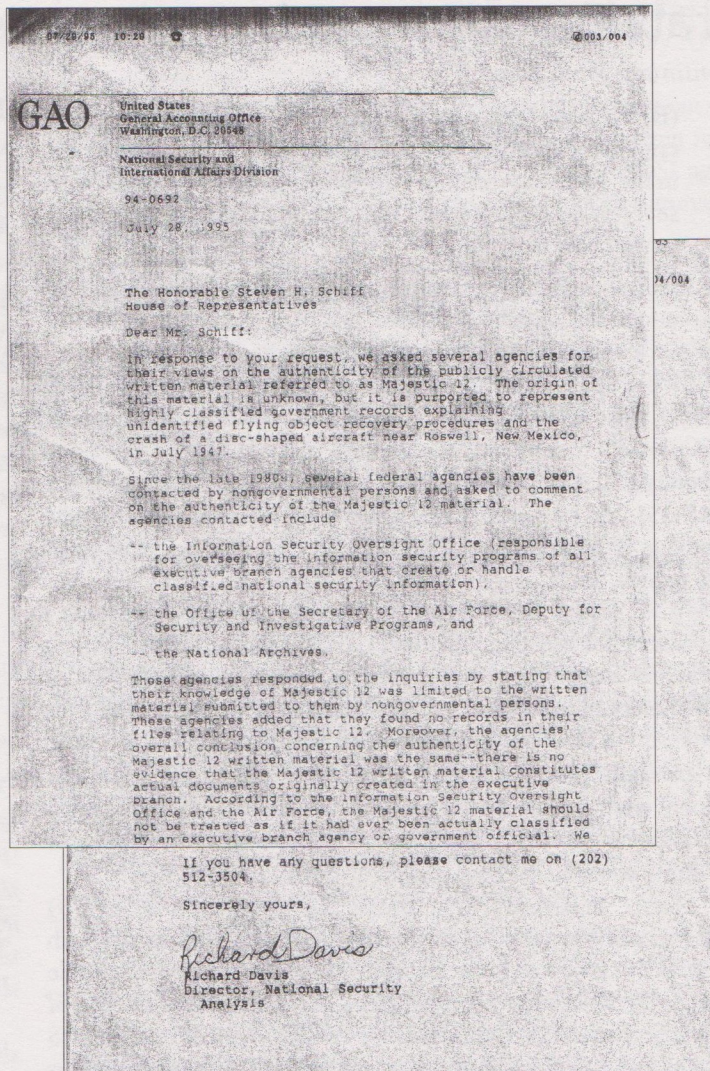 07/28/95 10:29 ☎ 003/004
GAO
United States
General Accounting Office
Washington, D.C. 20548
National Security and
International Affairs Division
94-0692
July 28, 1995
The Honorable Steven H. Schiff
House of Representatives
Dear Mr. Schiff:
In response to your request, we asked several agencies for
their views on the authenticity of the publicly circulated
written material referred to as Majestic 12. The origin of
this material is unknown, but it is purported to represent
highly classified government records explaining
unidentified flying object recovery procedures and the
crash of a disc-shaped aircraft near Roswell, New Mexico,
in July 1947.
Since the late 1980s, several federal agencies have been
contacted by nongovernmental persons and asked to comment
on the authenticity of the Majestic 12 material. The
agencies contacted include
-- the Information Security Oversight Office (responsible
for overseeing the information security programs of all
executive branch agencies that create or handle
classified national security information),
-- the Office of the Secretary of the Air Force, Deputy for
Security and Investigative Programs, and
-- the National Archives.
These agencies responded to the inquiries by stating that
their knowledge of Majestic 12 was limited to the written
material submitted to them by nongovernmental persons.
These agencies added that they found no records in their
files relating to Majestic 12. Moreover, the agencies'
overall conclusion concerning the authenticity of the
Majestic 12 written material was the same--there is no
evidence that the Majestic 12 written material constitutes
actual documents originally created in the executive
branch. According to the Information Security Oversight
Office and the Air Force, the Majestic 12 material should
not be treated as if it had ever been actually classified
by an executive branch agency or government official. We
04/004
If you have any questions, please contact me on (202)
512-3504.
Sincerely yours,
Richard Davis
Richard Davis
Director, National Security
Analysis